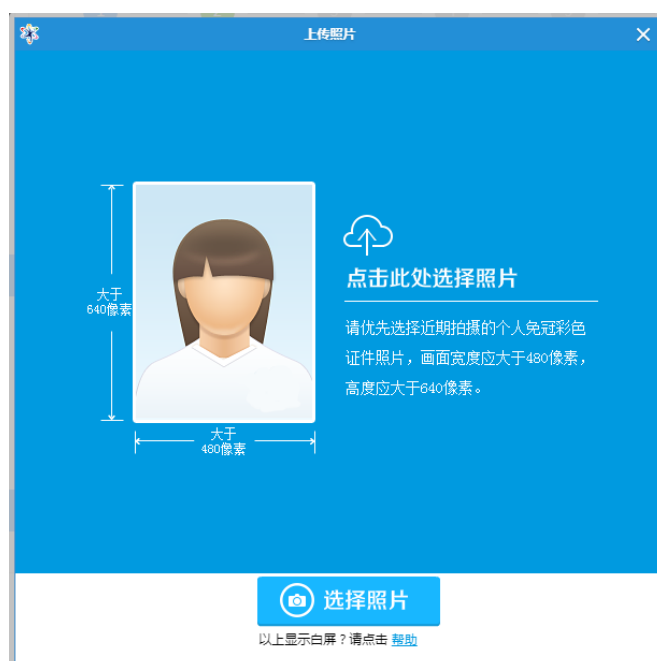 上传照片
点击此处选择照片
大于
640像素
请优先选择近期拍摄的个人免冠彩色
证件照片，画面宽度应大于480像素，
高度应大于640像素。
大于
480像素
选择照片
以上显示白屏？请点击 帮助